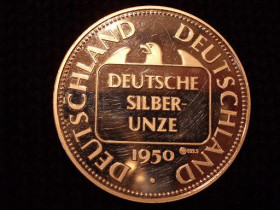 DEUTSCHLAND
DEUTSCHLAND
DEUTSCHE
SILBER-
UNZE
1950